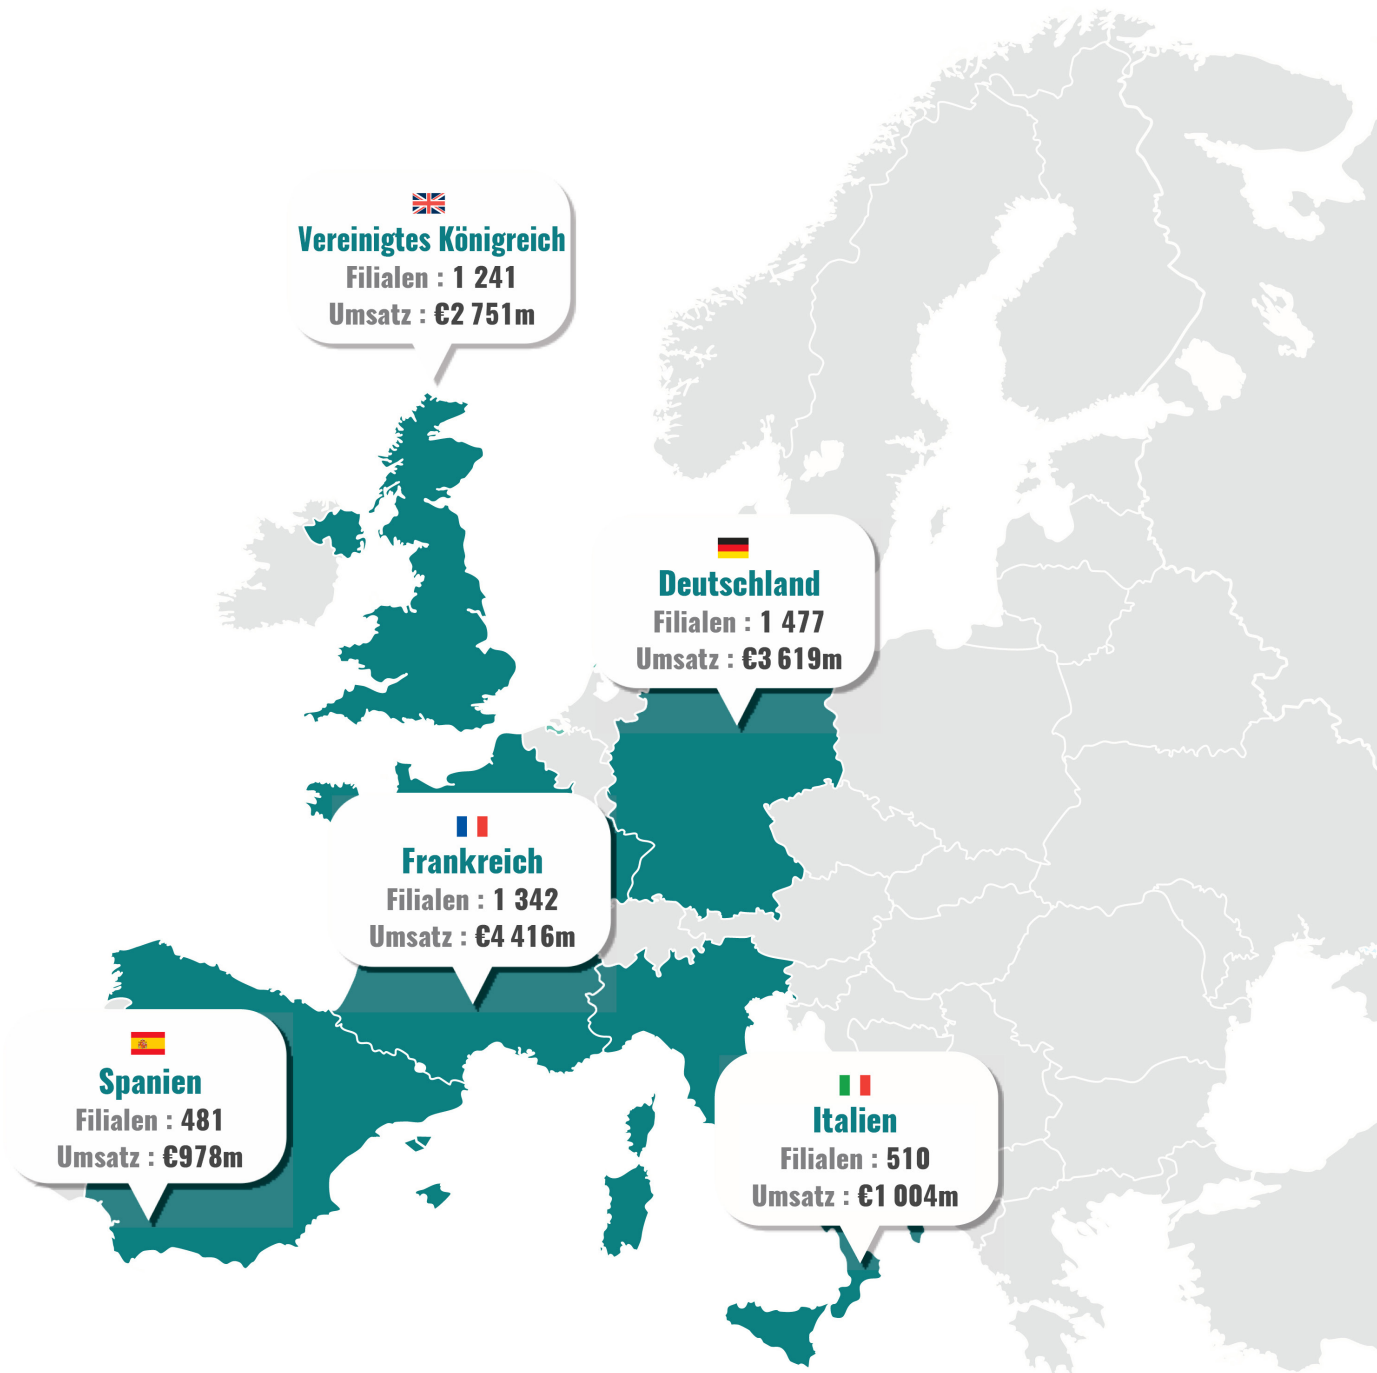 Vereinigtes Königreich
Filialen : 1 241
Umsatz : €2 751m
Deutschland
Filialen : 1 477
Umsatz : €3 619m
Frankreich
Filialen : 1 342
Umsatz : €4 416m
Spanien
Filialen : 481
Umsatz : €978m
Italien
Filialen : 510
Umsatz : €1 004m